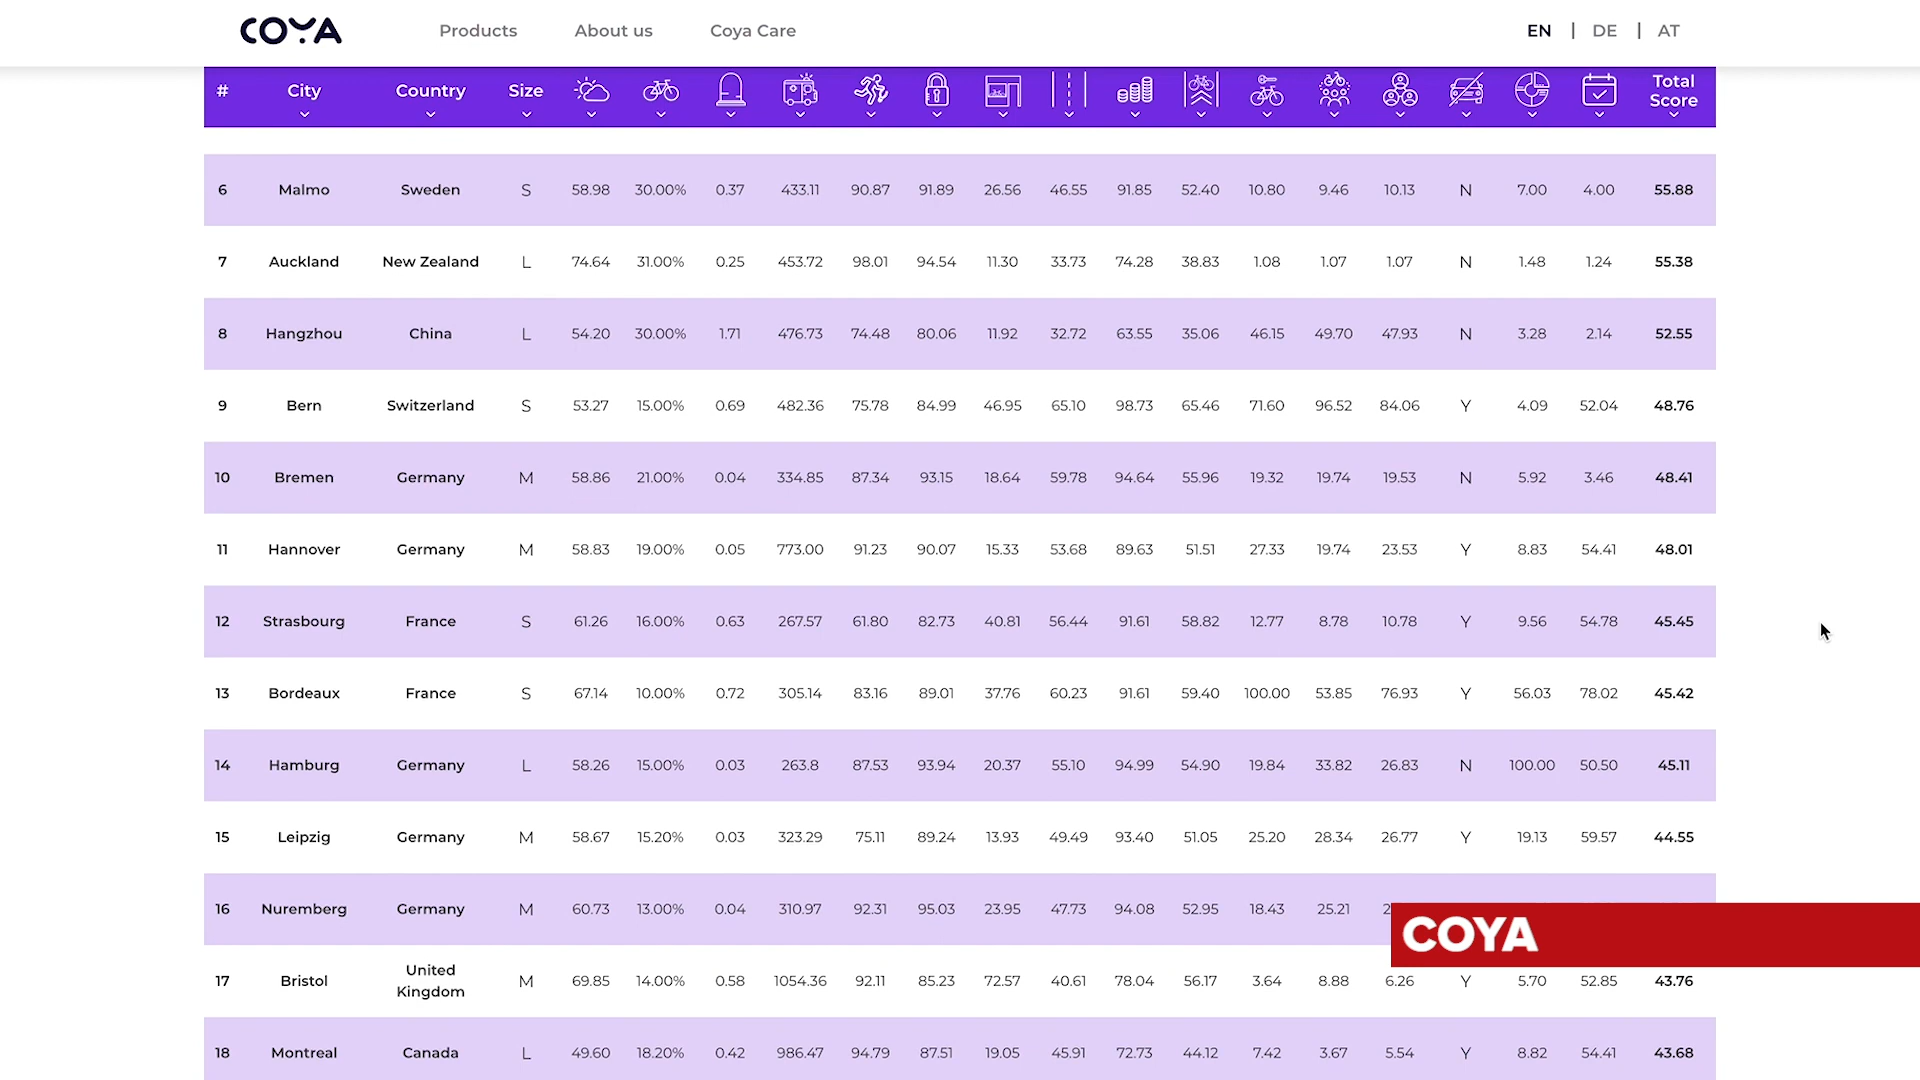 COYA Products About us Coya Care EN | DE | AT
# City Country Size Total Score
6 Malmo Sweden S 58.98 30.00% 0.37 433.11 90.87 91.89 26.56 46.55 91.85 52.40 10.80 9.46 10.13 N 7.00 4.00 55.88
7 Auckland New Zealand L 74.64 31.00% 0.25 453.72 98.01 94.54 11.30 33.73 74.28 38.83 1.08 1.07 1.07 N 1.48 1.24 55.38
8 Hangzhou China L 54.20 30.00% 1.71 476.73 74.48 80.06 11.92 32.72 63.55 35.06 46.15 49.70 47.93 N 3.28 2.14 52.55
9 Bern Switzerland S 53.27 15.00% 0.69 482.36 75.78 84.99 46.95 65.10 98.73 65.46 71.60 96.52 84.06 Y 4.09 52.04 48.76
10 Bremen Germany M 58.86 21.00% 0.04 334.85 87.34 93.15 18.64 59.78 94.64 55.96 19.32 19.74 19.53 N 5.92 3.46 48.41
11 Hannover Germany M 58.83 19.00% 0.05 773.00 91.23 90.07 15.33 53.68 89.63 51.51 27.33 19.74 23.53 Y 8.83 54.41 48.01
12 Strasbourg France S 61.26 16.00% 0.63 267.57 61.80 82.73 40.81 56.44 91.61 58.82 12.77 8.78 10.78 Y 9.56 54.78 45.45
13 Bordeaux France S 67.14 10.00% 0.72 305.14 83.16 89.01 37.76 60.23 91.61 59.40 100.00 53.85 76.93 Y 56.03 78.02 45.42
14 Hamburg Germany L 58.26 15.00% 0.03 263.8 87.53 93.94 20.37 55.10 94.99 54.90 19.84 33.82 26.83 N 100.00 50.50 45.11
15 Leipzig Germany M 58.67 15.20% 0.03 323.29 75.11 89.24 13.93 49.49 93.40 51.05 25.20 28.34 26.77 Y 19.13 59.57 44.55
16 Nuremberg Germany M 60.73 13.00% 0.04 310.97 92.31 95.03 23.95 47.73 94.08 52.95 18.43 25.21
COYA
17 Bristol United Kingdom M 69.85 14.00% 0.58 1054.36 92.11 85.23 72.57 40.61 78.04 56.17 3.64 8.88 6.26 Y 5.70 52.85 43.76
18 Montreal Canada L 49.60 18.20% 0.42 986.47 94.79 87.51 19.05 45.91 72.73 44.12 7.42 3.67 5.54 Y 8.82 54.41 43.68